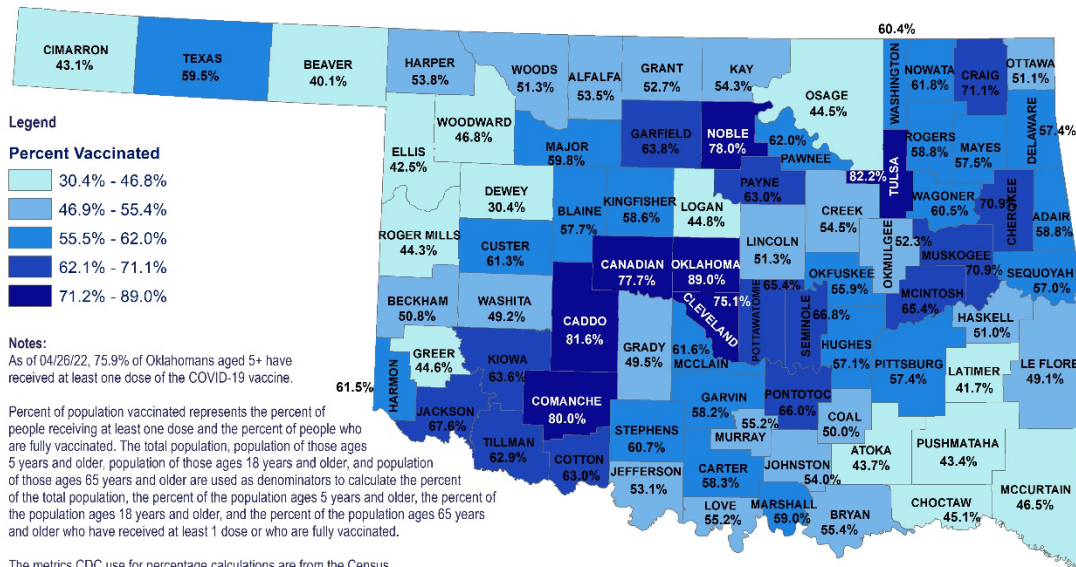 60.4%
CIMARRON
43.1%
TEXAS
59.5%
BEAVER
40.1%
HARPER
53.8%
WOODS
51.3%
ALFALFA
53.5%
GRANT
52.7%
KAY
54.3%
OSAGE
44.5%
WASHINGTON
NOWATA
61.8%
CRAIG
71.1%
OTTAWA
51.1%
DELAWARE
57.4%
Legend
Percent Vaccinated
30.4% - 46.8%
46.9% - 55.4%
55.5% - 62.0%
62.1% - 71.1%
71.2% - 89.0%
ELLIS
42.5%
WOODWARD
46.8%
MAJOR
59.8%
GARFIELD
63.8%
NOBLE
78.0%
62.0%
PAWNEE
82.2%
TULSA
ROGERS
58.8%
MAYES
57.5%
DEWEY
30.4%
BLAINE
57.7%
KINGFISHER
58.6%
LOGAN
44.8%
PAYNE
63.0%
CREEK
54.5%
WAGONER
60.5%
70.9%
CHEROKEE
ADAIR
58.8%
ROGER MILLS
44.3%
CUSTER
61.3%
CANADIAN
77.7%
OKLAHOMA
89.0%
LINCOLN
51.3%
OKMULGEE
52.3%
MUSKOGEE
70.9%
SEQUOYAH
57.0%
BECKHAM
50.8%
WASHITA
49.2%
CADDO
81.6%
GRADY
49.5%
CLEVELAND
75.1%
POTTAWATOMIE
65.4%
SEMINOLE
66.8%
OKFUSKEE
55.9%
MCINTOSH
65.4%
HASKELL
51.0%
Notes:
As of 04/26/22, 75.9% of Oklahomans aged 5+ have
received at least one dose of the COVID-19 vaccine.
61.5%
HARMON
GREER
44.6%
KIOWA
63.6%
61.6%
MCCLAIN
HUGHES
57.1%
PITTSBURG
57.4%
LATIMER
41.7%
LE FLORE
49.1%
JACKSON
67.6%
COMANCHE
80.0%
GARVIN
58.2%
PONTOTOC
66.0%
COAL
50.0%
Percent of population vaccinated represents the percent of
people receiving at least one dose and the percent of people who
are fully vaccinated. The total population, population of those ages
5 years and older, population of those ages 18 years and older, and population
of those ages 65 years and older are used as denominators to calculate the percent
of the total population, the percent of the population ages 5 years and older, the percent of
the population ages 18 years and older, and the percent of the population ages 65 years
and older who have received at least 1 dose or who are fully vaccinated.
TILLMAN
62.9%
COTTON
63.0%
STEPHENS
60.7%
55.2%
MURRAY
ATOKA
43.7%
PUSHMATAHA
43.4%
JEFFERSON
53.1%
CARTER
58.3%
JOHNSTON
54.0%
MCCURTAIN
46.5%
LOVE
55.2%
MARSHALL
59.0%
BRYAN
55.4%
CHOCTAW
45.1%
The metrics CDC use for percentage calculations are from the Census